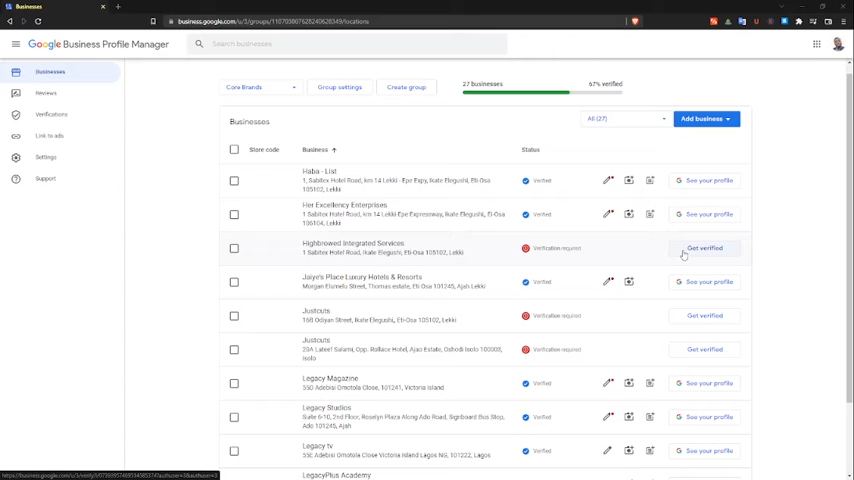 Businesses
business.google.com/u/3/groups/110703807628240628349/locations
Google Business Profile Manager
Search businesses
Businesses
Reviews
Verifications
Link to ads
Settings
Support
Core Brands
Group settings
Create group
27 businesses
67% verified
Businesses
All (27)
Add business
Store code
Business
Status
Haba - List
1, Sabitex Hotel Road, km 14 Lekki - Epe Expy, Ikate Elegushi, Eti-Osa
105102, Lekki
Verified
See your profile
Her Excellency Enterprises
1 Sabitex Hotel Road, km 14 Lekki-Epe Expressway, Ikate Elegushi, Eti-Osa
106104, Lekki
Verified
See your profile
Highbrowed Integrated Services
1 Sabitex Hotel Road, Ikate Elegushi, Eti-Osa 105102, Lekki
Verification required
Get verified
Jaiye's Place Luxury Hotels & Resorts
Morgan Elumelu Street, Thomas estate, Eti-Osa 101245, Ajah Lekki
Verified
See your profile
Justouts
16B Odiyan Street, Ikate Elegushi, Eti-Osa 105102, Lekki
Verification required
Get verified
Justouts
20A Lateef Salami, Opp. Rollace Hotel, Ajao Estate, Oshodi Isolo 100003,
Isolo
Verification required
Get verified
Legacy Magazine
55D Adebisi Omotola Close, 101241, Victoria Island
Verified
See your profile
Legacy Studios
Suite 6-10, 2nd Floor, Roselyn Plaza Along Ado Road, Signboard Bus Stop,
Ado 101245, Ajah
Verified
See your profile
Legacy tv
55E Adebisi Omotola Close Victoria Island Lagos NG, 101222, Lagos
Verified
See your profile
LegacyPlus Academy